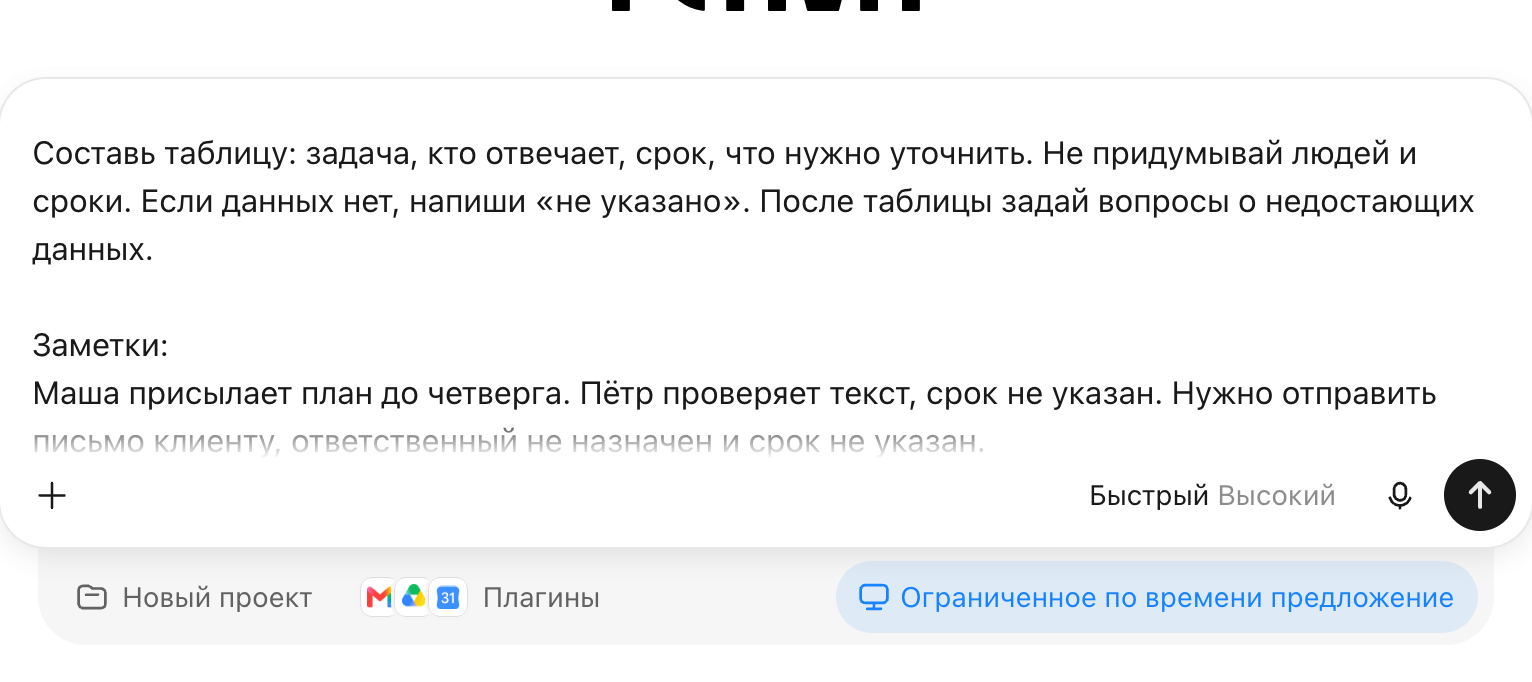 Составь таблицу: задача, кто отвечает, срок, что нужно уточнить. Не придумывай людей и
сроки. Если данных нет, напиши «не указано». После таблицы задай вопросы о недостающих
данных.
Заметки:
Маша присылает план до четверга. Пётр проверяет текст, срок не указан. Нужно отправить
письмо клиенту, ответственный не назначен и срок не указан.
Быстрый Высокий
Новый проект 31 Плагины Ограниченное по времени предложение